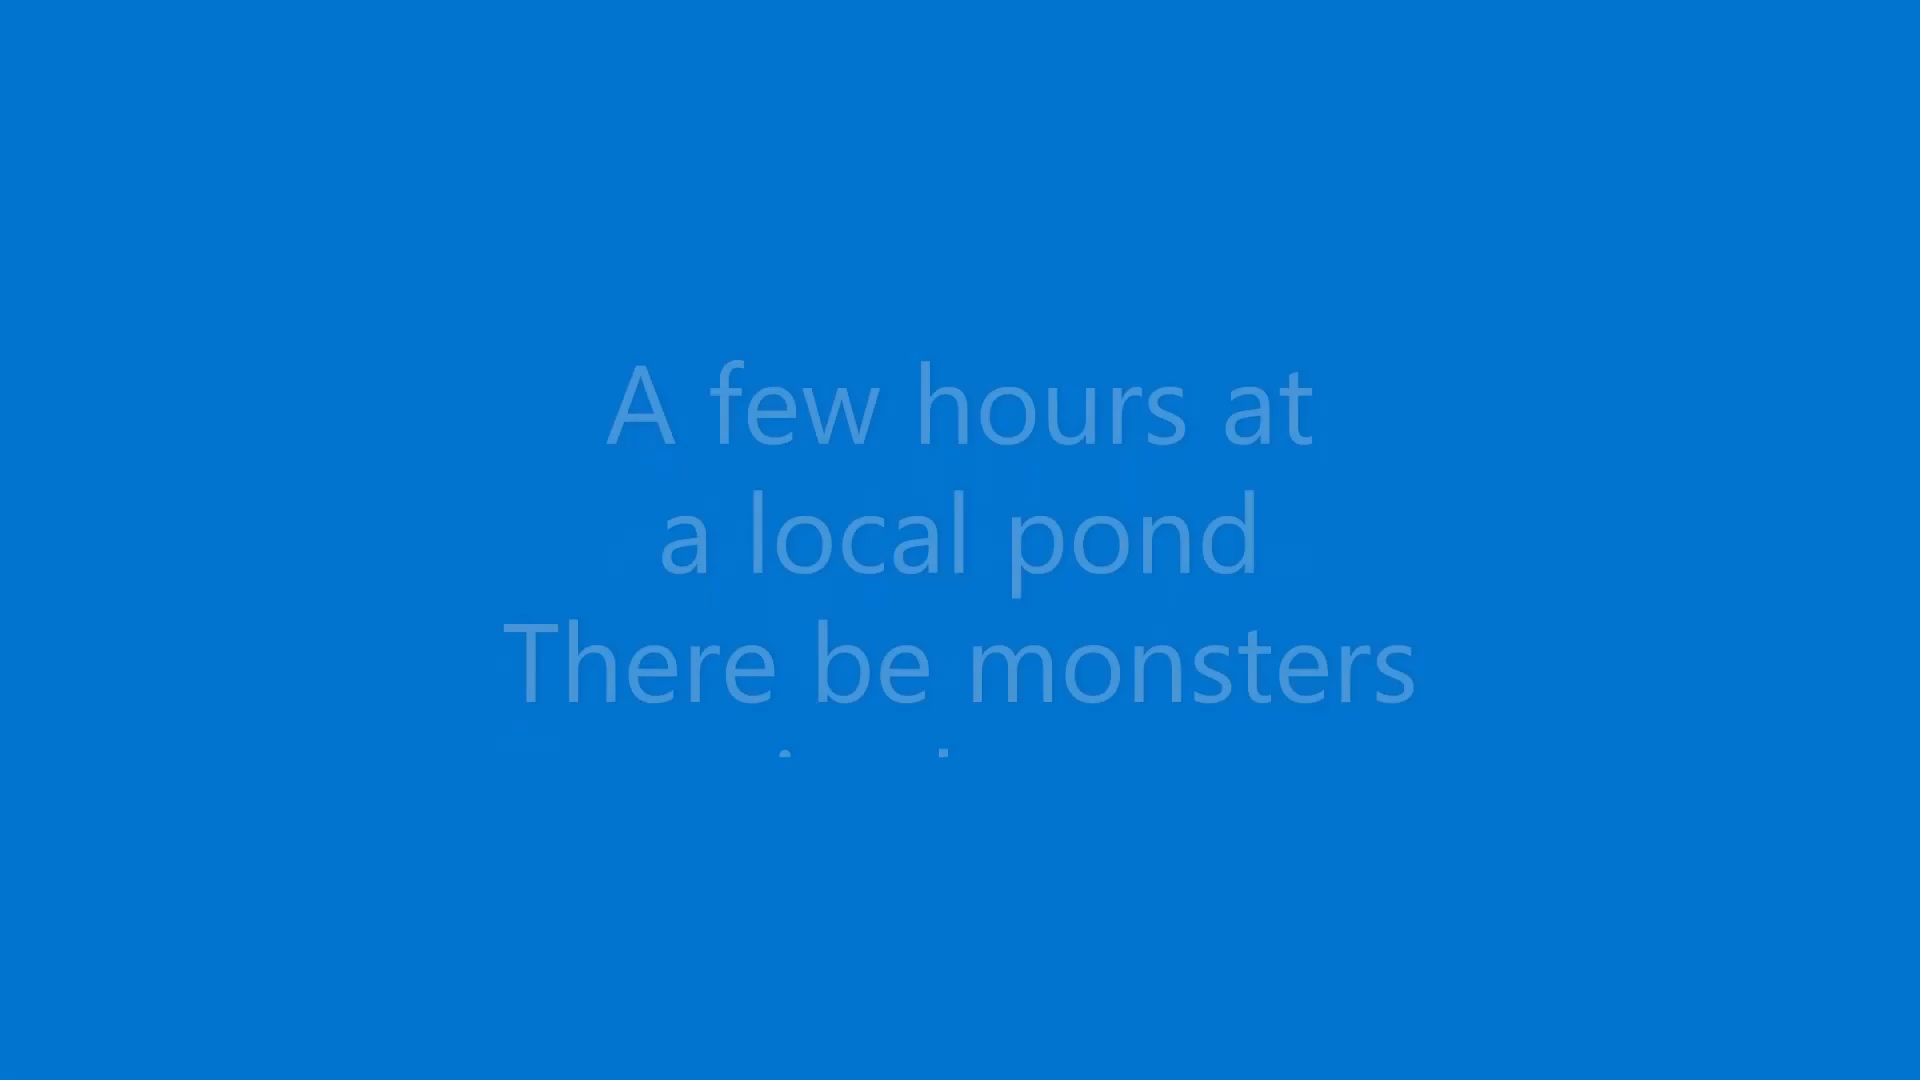 A few hours at
a local pond
There be monsters